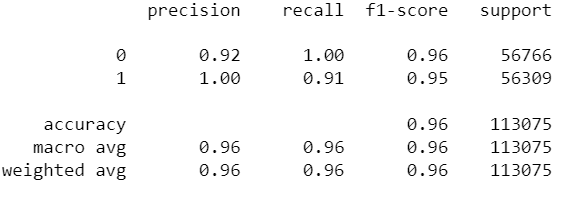 precision recall f1-score support
0 0.92 1.00 0.96 56766
1 1.00 0.91 0.95 56309
accuracy 0.96 113075
macro avg 0.96 0.96 0.96 113075
weighted avg 0.96 0.96 0.96 113075